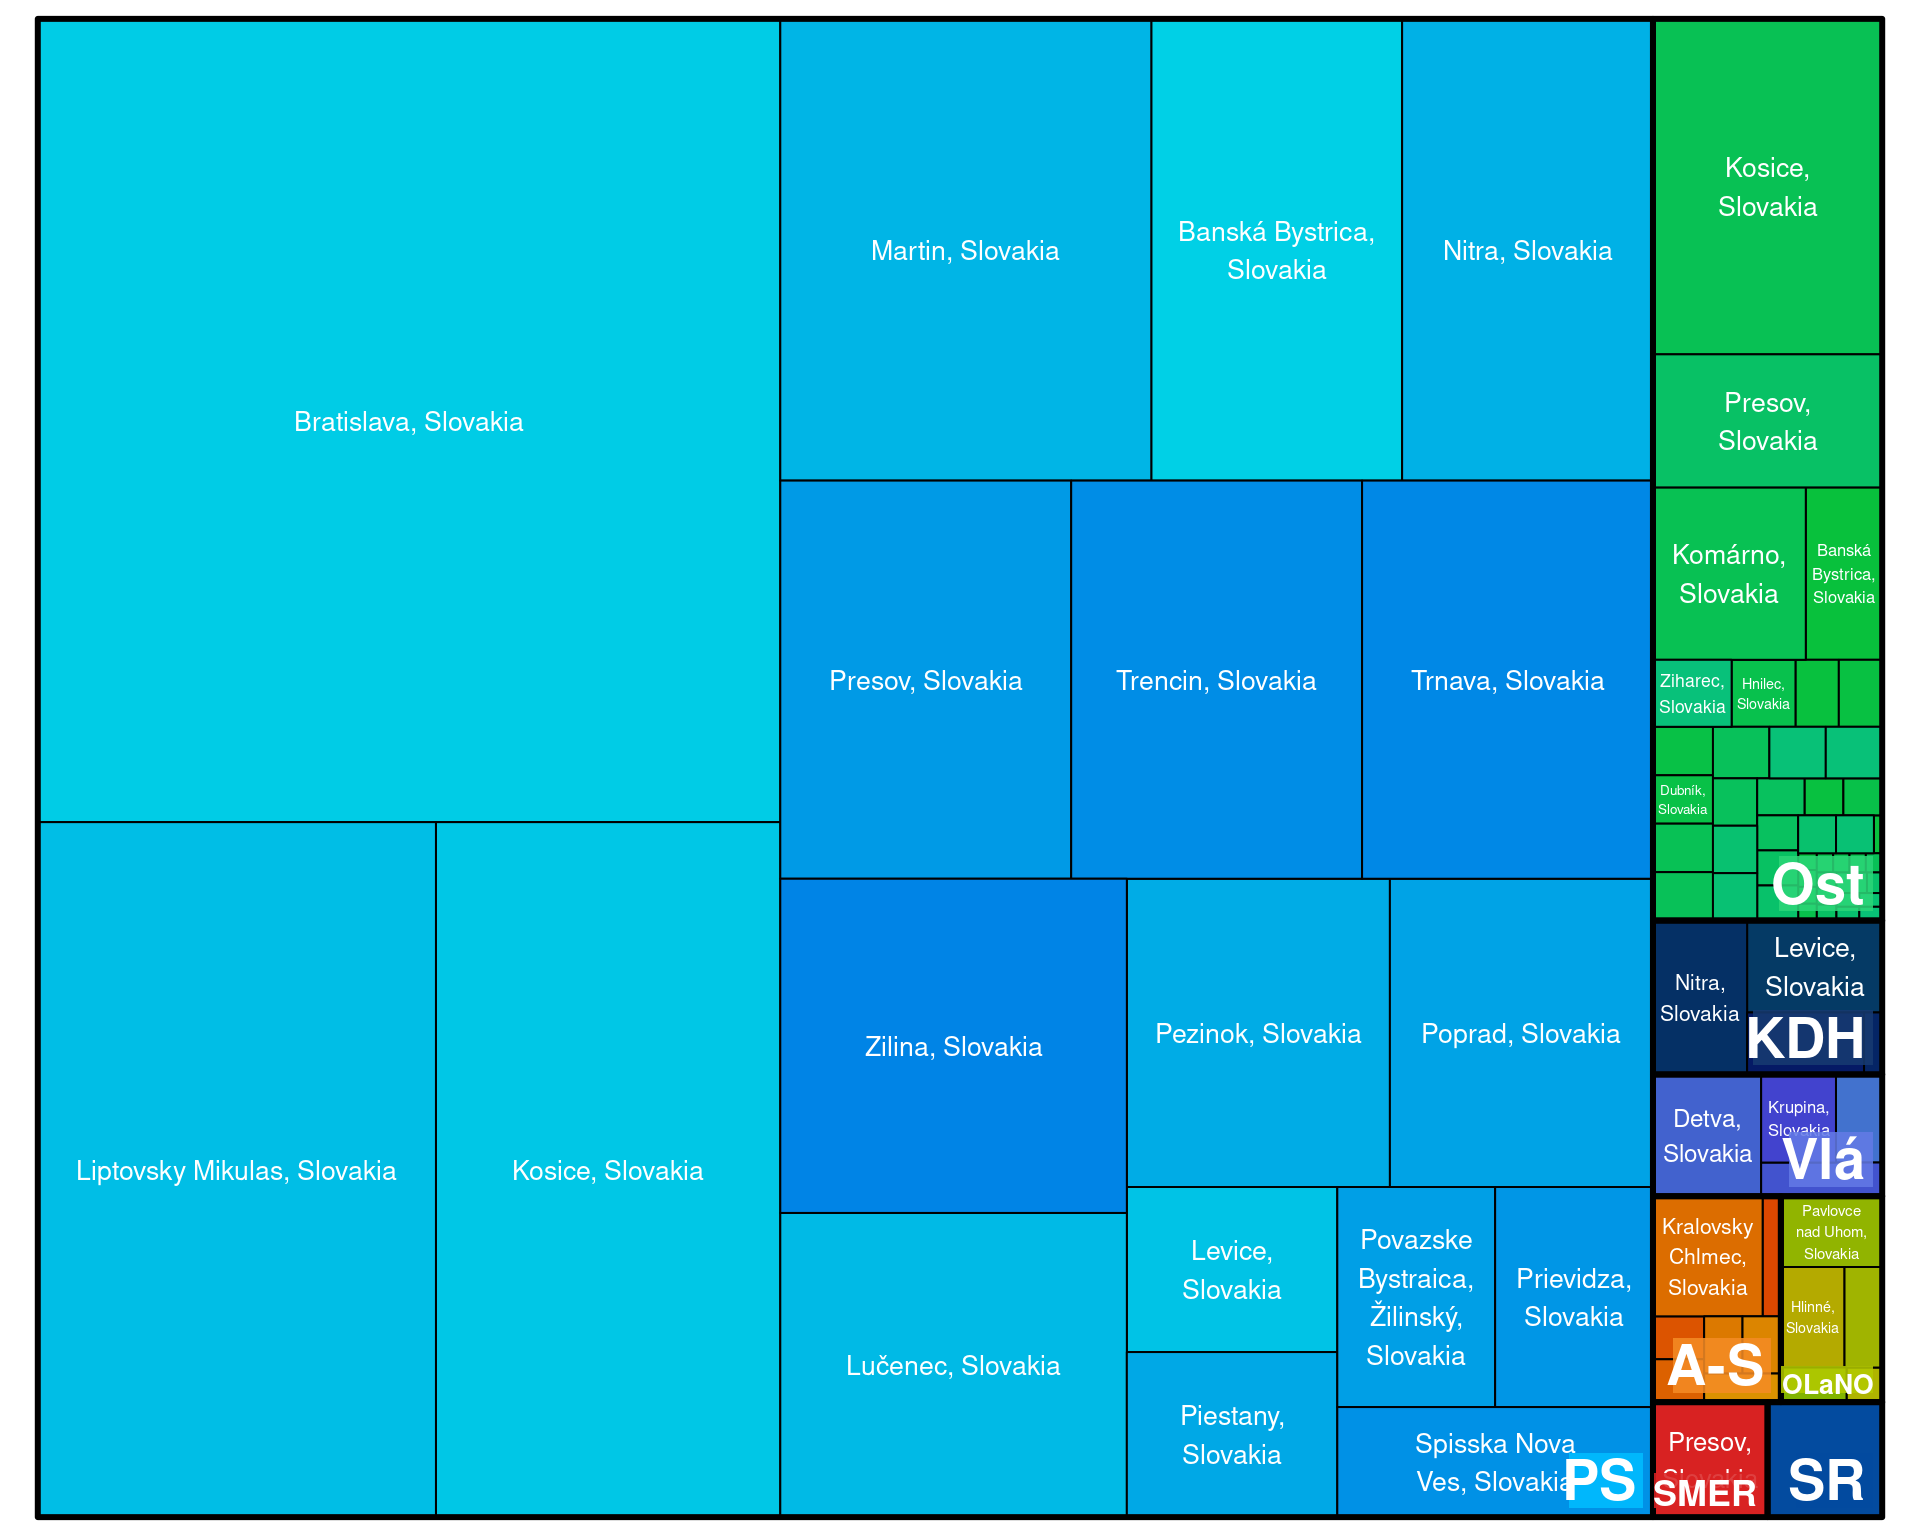 Bratislava, Slovakia
Martin, Slovakia
Banská Bystrica,
Slovakia
Nitra, Slovakia
Presov, Slovakia
Trencin, Slovakia
Trnava, Slovakia
Liptovsky Mikulas, Slovakia
Kosice, Slovakia
Zilina, Slovakia
Pezinok, Slovakia
Poprad, Slovakia
Lučenec, Slovakia
Levice,
Slovakia
Piestany,
Slovakia
Povazske
Bystraica,
Žilinský,
Slovakia
Prievidza,
Slovakia
Spisska Nova
Ves, Slovakia
PS
Kosice,
Slovakia
Presov,
Slovakia
Komárno,
Slovakia
Banská
Bystrica,
Slovakia
Ziharec,
Slovakia
Hnilec,
Slovakia
Dubník,
Slovakia
Ost
Nitra,
Slovakia
Levice,
Slovakia
KDH
Detva,
Slovakia
Krupina,
Slovakia
Vlá
Kralovsky
Chlmec,
Slovakia
A-S
Pavlovce
nad Uhom,
Slovakia
Hlinné,
Slovakia
OLaNO
Presov,
Slovakia
SMER
SR